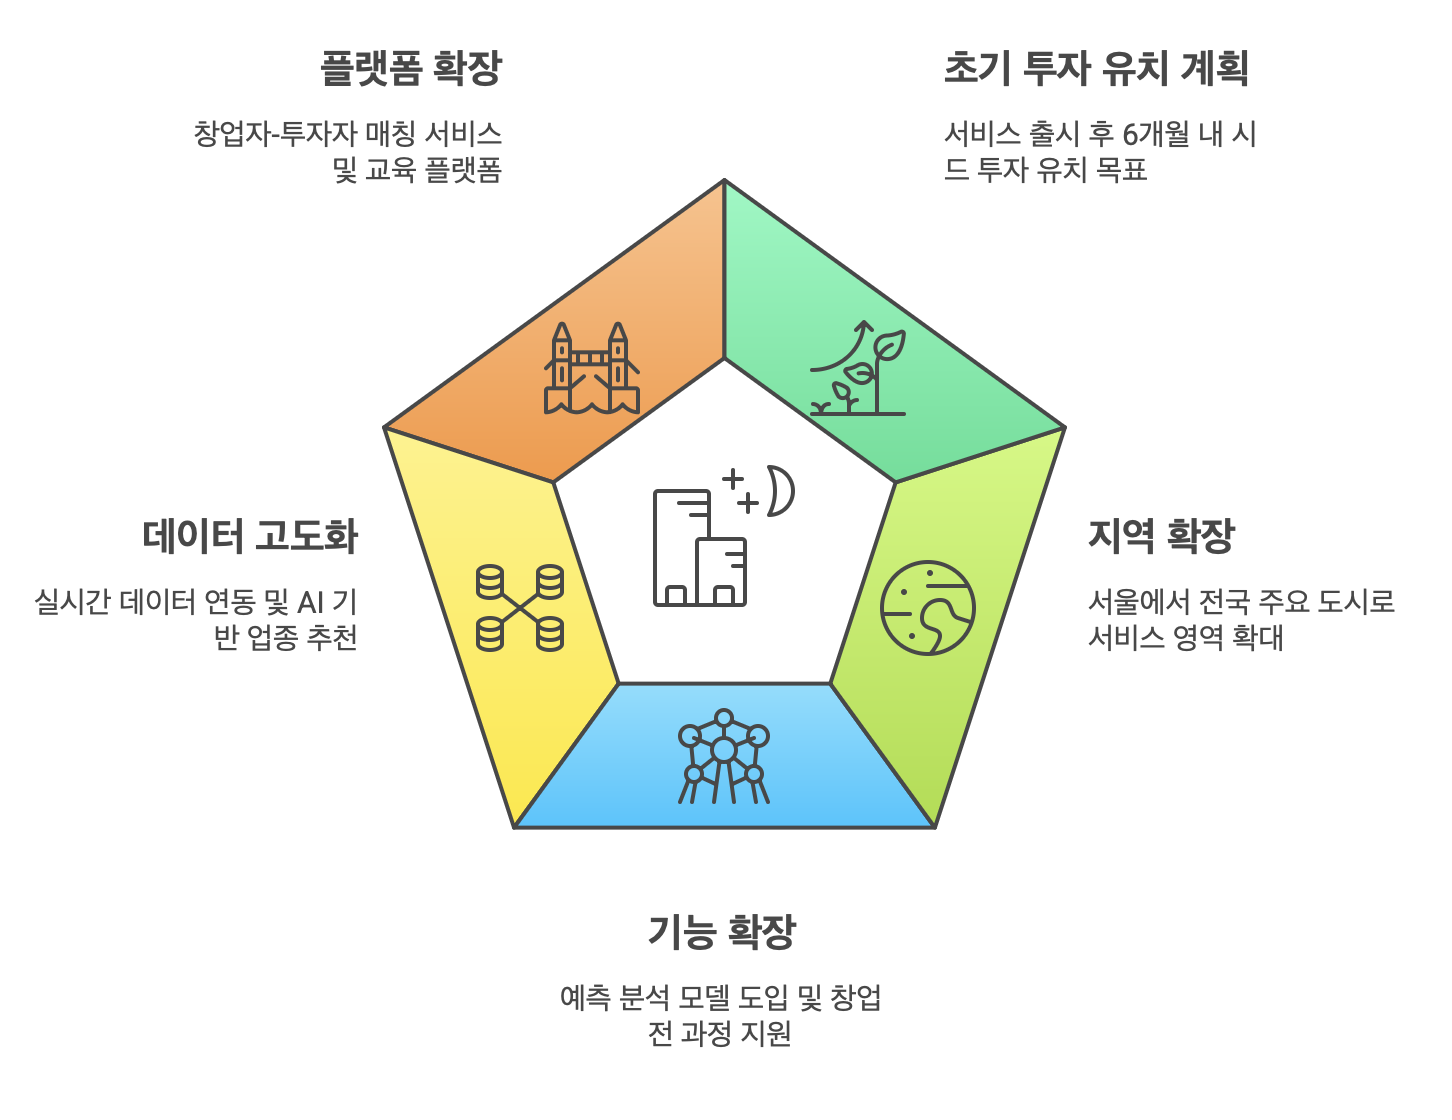 플랫폼 확장
창업자-투자자 매칭 서비스
및 교육 플랫폼
초기 투자 유치 계획
서비스 출시 후 6개월 내 시
드 투자 유치 목표
데이터 고도화
실시간 데이터 연동 및 AI 기
반 업종 추천
지역 확장
서울에서 전국 주요 도시로
서비스 영역 확대
기능 확장
예측 분석 모델 도입 및 창업
전 과정 지원